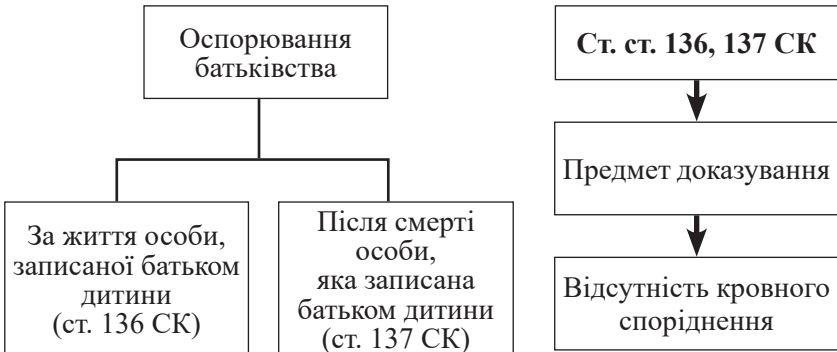 Оспорювання
батьківства
За життя особи,
записаної батьком
дитини
(ст. 136 СК)
Після смерті
особи,
яка записана
батьком дитини
(ст. 137 СК)
Ст. ст. 136, 137 СК
Предмет доказування
Відсутність кровного
споріднення